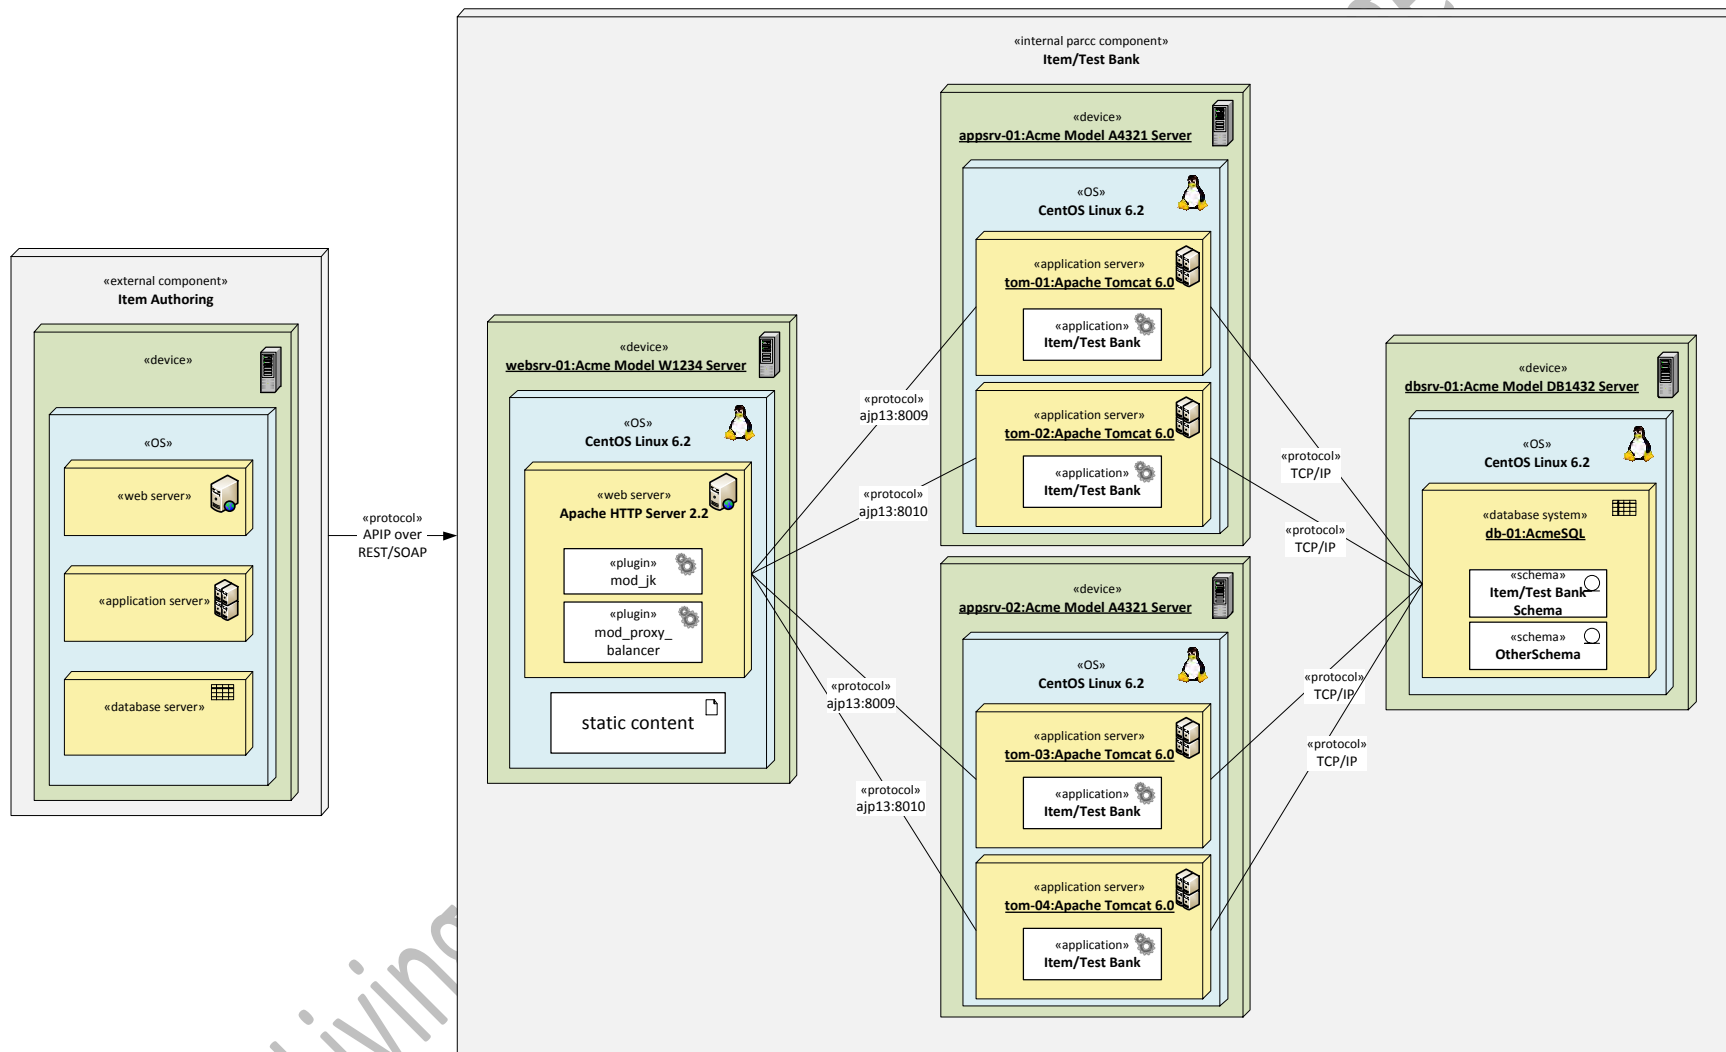 «internal parcc component»
Item/Test Bank
«external component»
Item Authoring
«device»
«OS»
«web server»
«application server»
«database server»
«protocol»
APIP over
REST/SOAP
«device»
websrv-01:Acme Model W1234 Server
«OS»
CentOS Linux 6.2
«web server»
Apache HTTP Server 2.2
«plugin»
mod_jk
«plugin»
mod_proxy_
balancer
static content
«protocol»
ajp13:8009
«protocol»
ajp13:8010
«protocol»
ajp13:8009
«protocol»
ajp13:8010
«device»
appsrv-01:Acme Model A4321 Server
«OS»
CentOS Linux 6.2
«application server»
tom-01:Apache Tomcat 6.0
«application»
Item/Test Bank
«application server»
tom-02:Apache Tomcat 6.0
«application»
Item/Test Bank
«device»
appsrv-02:Acme Model A4321 Server
«OS»
CentOS Linux 6.2
«application server»
tom-03:Apache Tomcat 6.0
«application»
Item/Test Bank
«application server»
tom-04:Apache Tomcat 6.0
«application»
Item/Test Bank
«protocol»
TCP/IP
«protocol»
TCP/IP
«protocol»
TCP/IP
«protocol»
TCP/IP
«device»
dbsrv-01:Acme Model DB1432 Server
«OS»
CentOS Linux 6.2
«database system»
db-01:AcmeSQL
«schema»
Item/Test Bank
Schema
«schema»
OtherSchema
Living